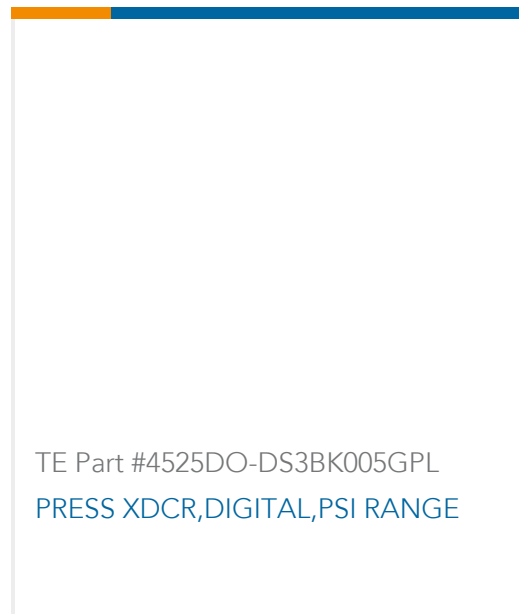 TE Part #4525DO-DS3BK005GPL
PRESS XDCR,DIGITAL,PSI RANGE